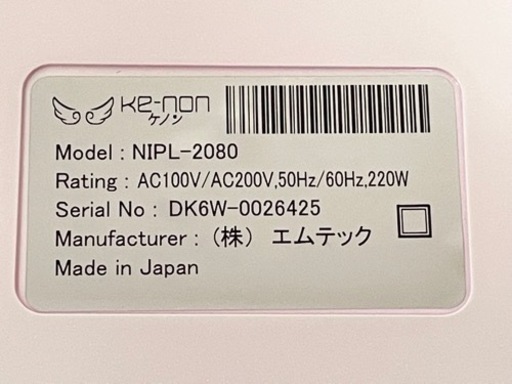 Ke-non
ケノン
Model : NIPL-2080
Rating : AC100V/AC200V,50Hz/60Hz,220W
Serial No : DK6W-0026425
Manufacturer : (株) エムテック
Made in Japan